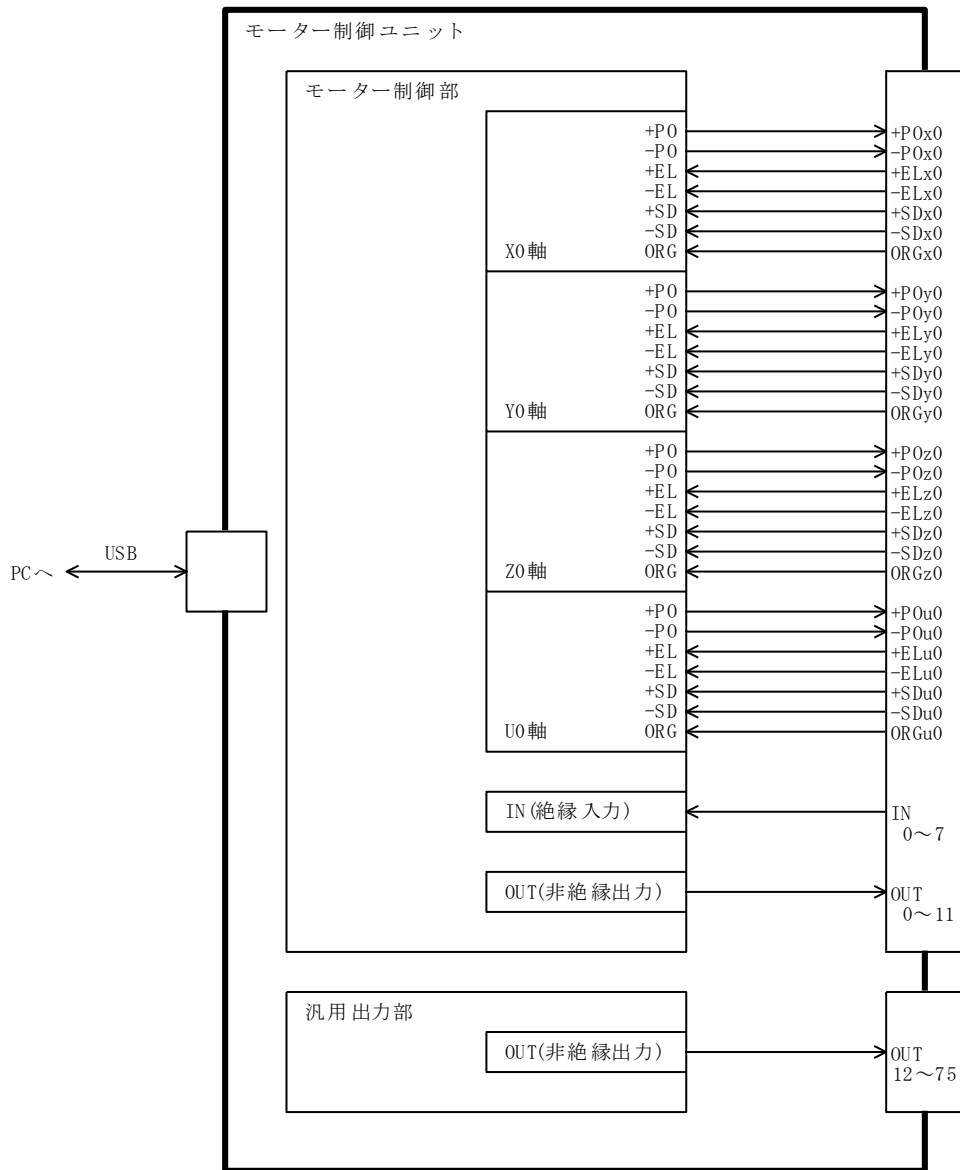 モーター制御ユニット
モーター制御部
+PO +POx0
-PO -POx0
+EL +ELx0
-EL -ELx0
+SD +SDx0
-SD -SDx0
X0軸 ORG ORGx0
+PO +POy0
-PO -POy0
+EL +ELy0
-EL -ELy0
+SD +SDy0
-SD -SDy0
Y0軸 ORG ORGy0
+PO +POz0
-PO -POz0
+EL +ELz0
-EL -ELz0
+SD +SDz0
-SD -SDz0
Z0軸 ORG ORGz0
USB
PCへ
+PO +POu0
-PO -POu0
+EL +ELu0
-EL -ELu0
+SD +SDu0
-SD -SDu0
U0軸 ORG ORGu0
IN(絶縁入力) IN
0～7
OUT(非絶縁出力) OUT
0～11
汎用出力部
OUT(非絶縁出力) OUT
12～75